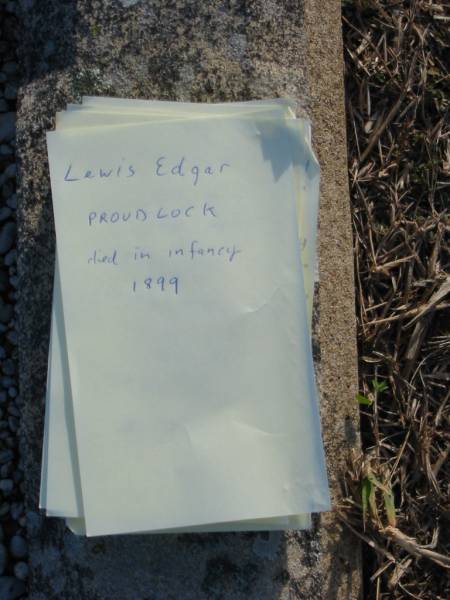 Lewis Edgar
PROUDLOCK
died in infancy
1899